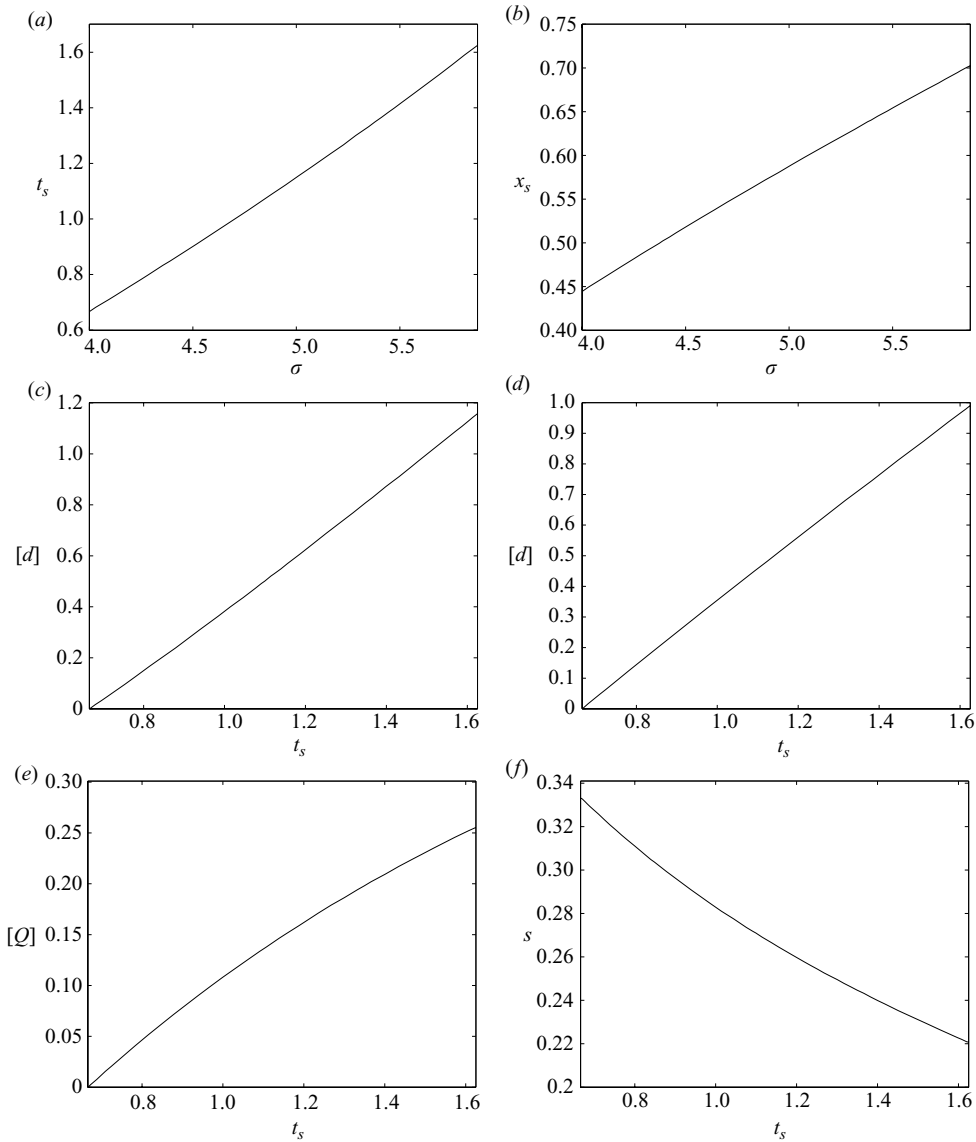 (a)
1.6
1.4
1.2
t_s
1.0
0.8
0.6
4.0 4.5 5.0 5.5
σ
(b)
0.75
0.70
0.65
0.60
x_s
0.55
0.50
0.45
0.40
4.0 4.5 5.0 5.5
σ
(c)
1.2
1.0
0.8
[d]
0.6
0.4
0.2
0
0.8 1.0 1.2 1.4 1.6
t_s
(d)
1.0
0.9
0.8
0.7
0.6
[d]
0.5
0.4
0.3
0.2
0.1
0
0.8 1.0 1.2 1.4 1.6
t_s
(e)
0.30
0.25
0.20
[Q]
0.15
0.10
0.05
0
0.8 1.0 1.2 1.4 1.6
t_s
(f)
0.34
0.32
0.30
0.28
s
0.26
0.24
0.22
0.2
0.8 1.0 1.2 1.4 1.6
t_s